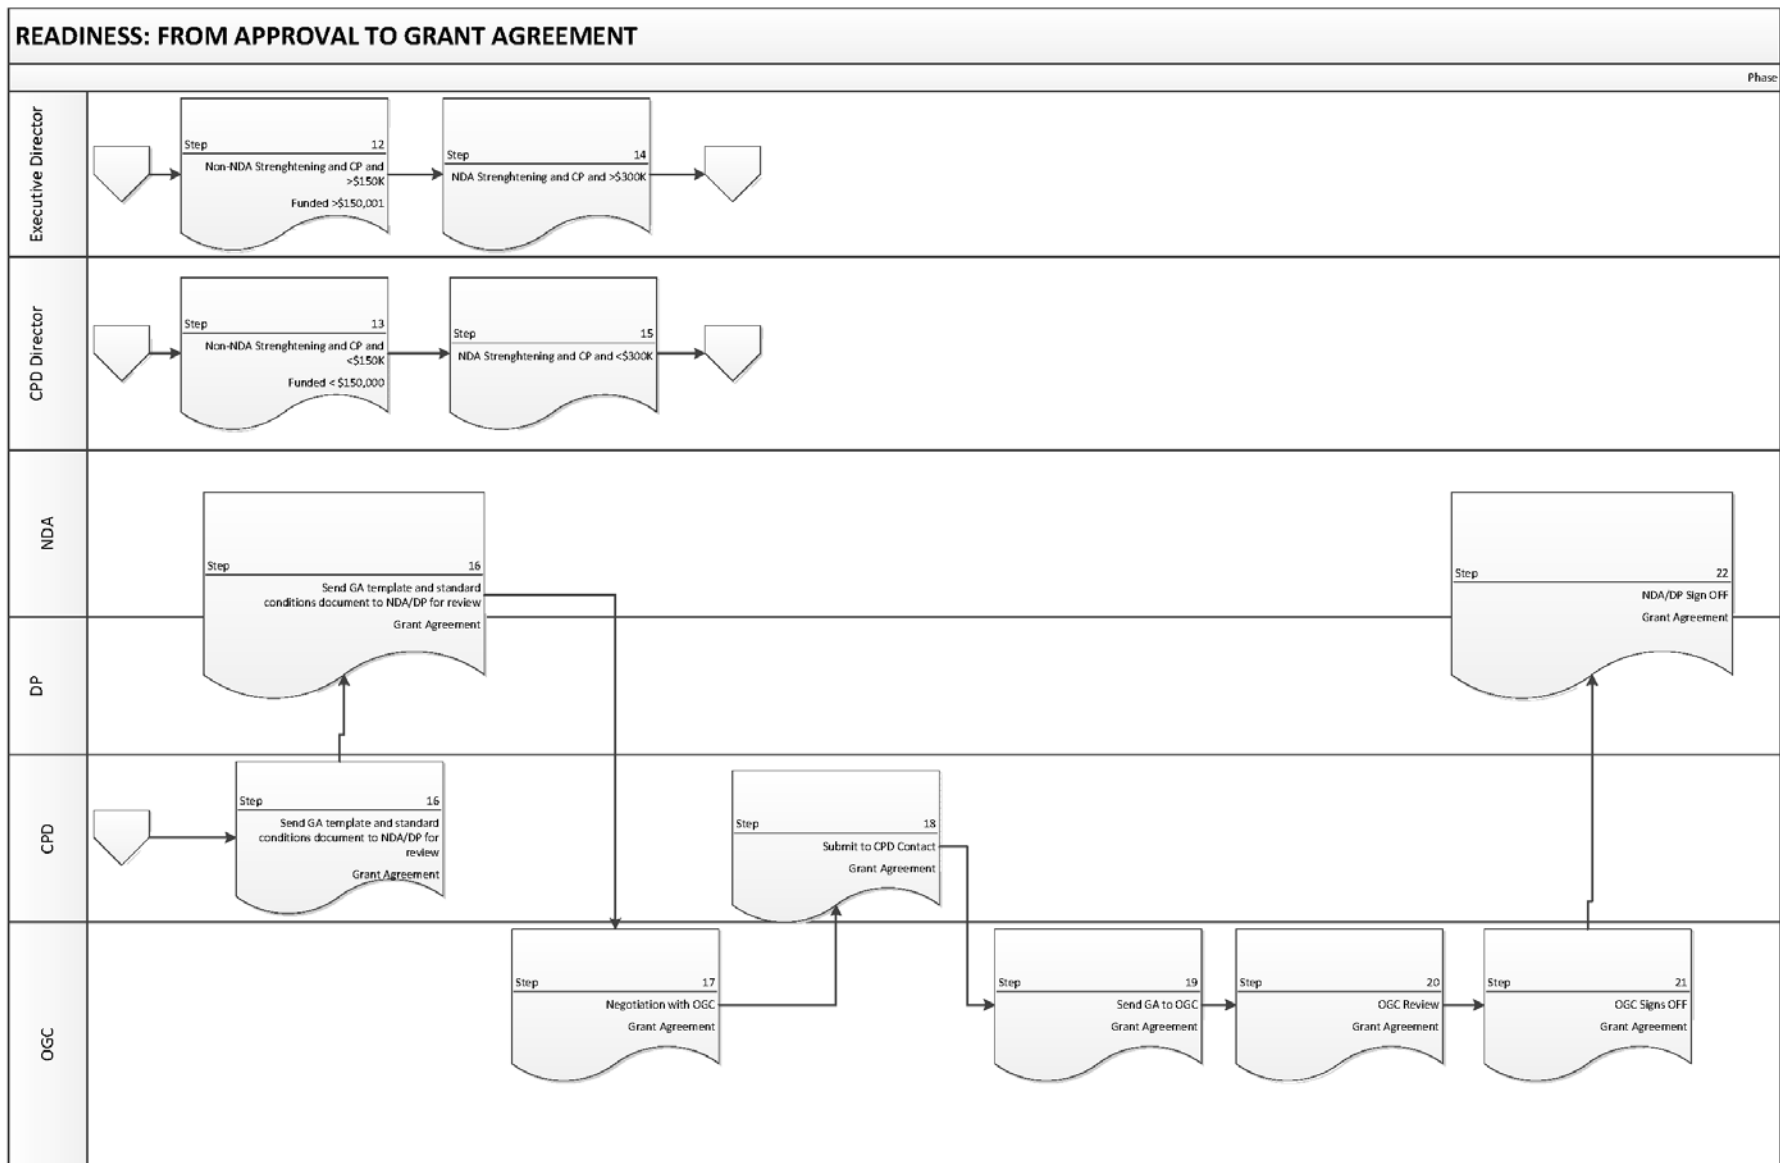 READINESS: FROM APPROVAL TO GRANT AGREEMENT
Phase
Executive Director
Step 12
Non-NDA Strenghtening and CP and
>$150K
Funded >$150,001
Step 14
NDA Strenghtening and CP and >$300K
CPD Director
Step 13
Non-NDA Strenghtening and CP and
<$150K
Funded < $150,000
Step 15
NDA Strenghtening and CP and <$300K
NDA
Step 16
Send GA template and standard
conditions document to NDA/DP for review
Grant Agreement
Step 22
NDA/DP Sign OFF
Grant Agreement
DP
CPD
Step 16
Send GA template and standard
conditions document to NDA/DP for
review
Grant Agreement
Step 18
Submit to CPD Contact
Grant Agreement
OGC
Step 17
Negotiation with OGC
Grant Agreement
Step 19
Send GA to OGC
Grant Agreement
Step 20
OGC Review
Grant Agreement
Step 21
OGC Signs OFF
Grant Agreement